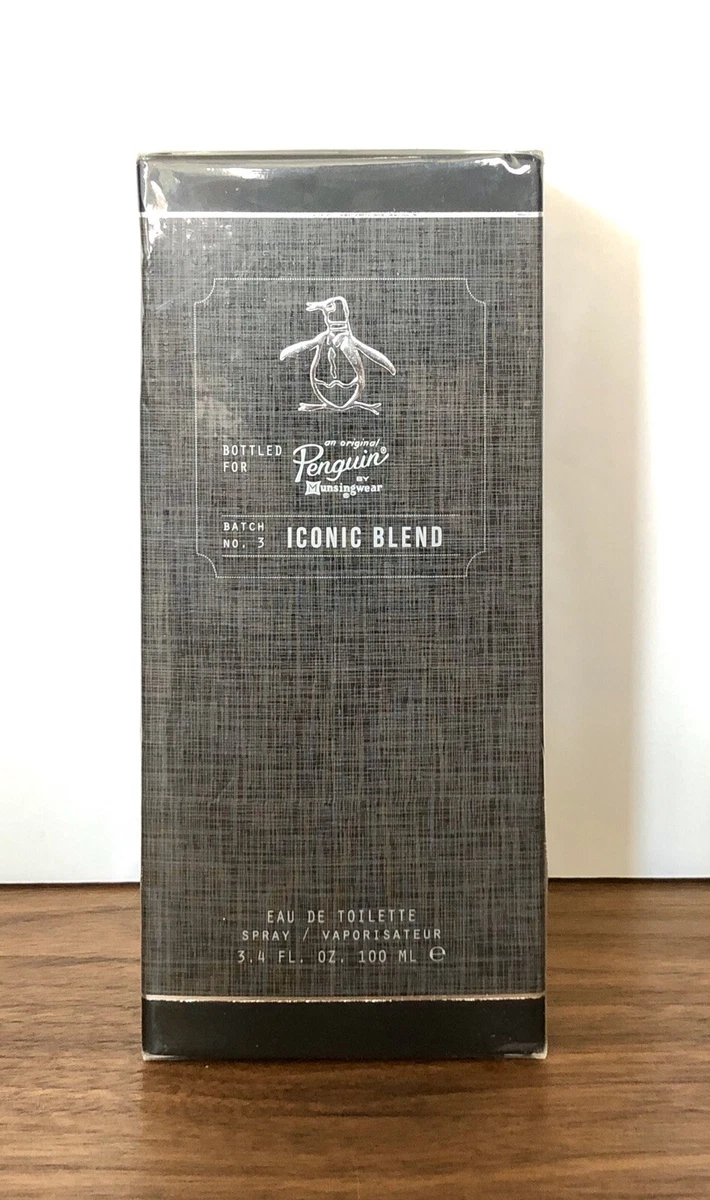 BOTTLED FOR
an original
Penguin®
BY
Munsingwear
®
BATCH NO. 3
ICONIC BLEND
EAU DE TOILETTE
SPRAY / VAPORISATEUR
3.4 FL. OZ. 100 ML ℮